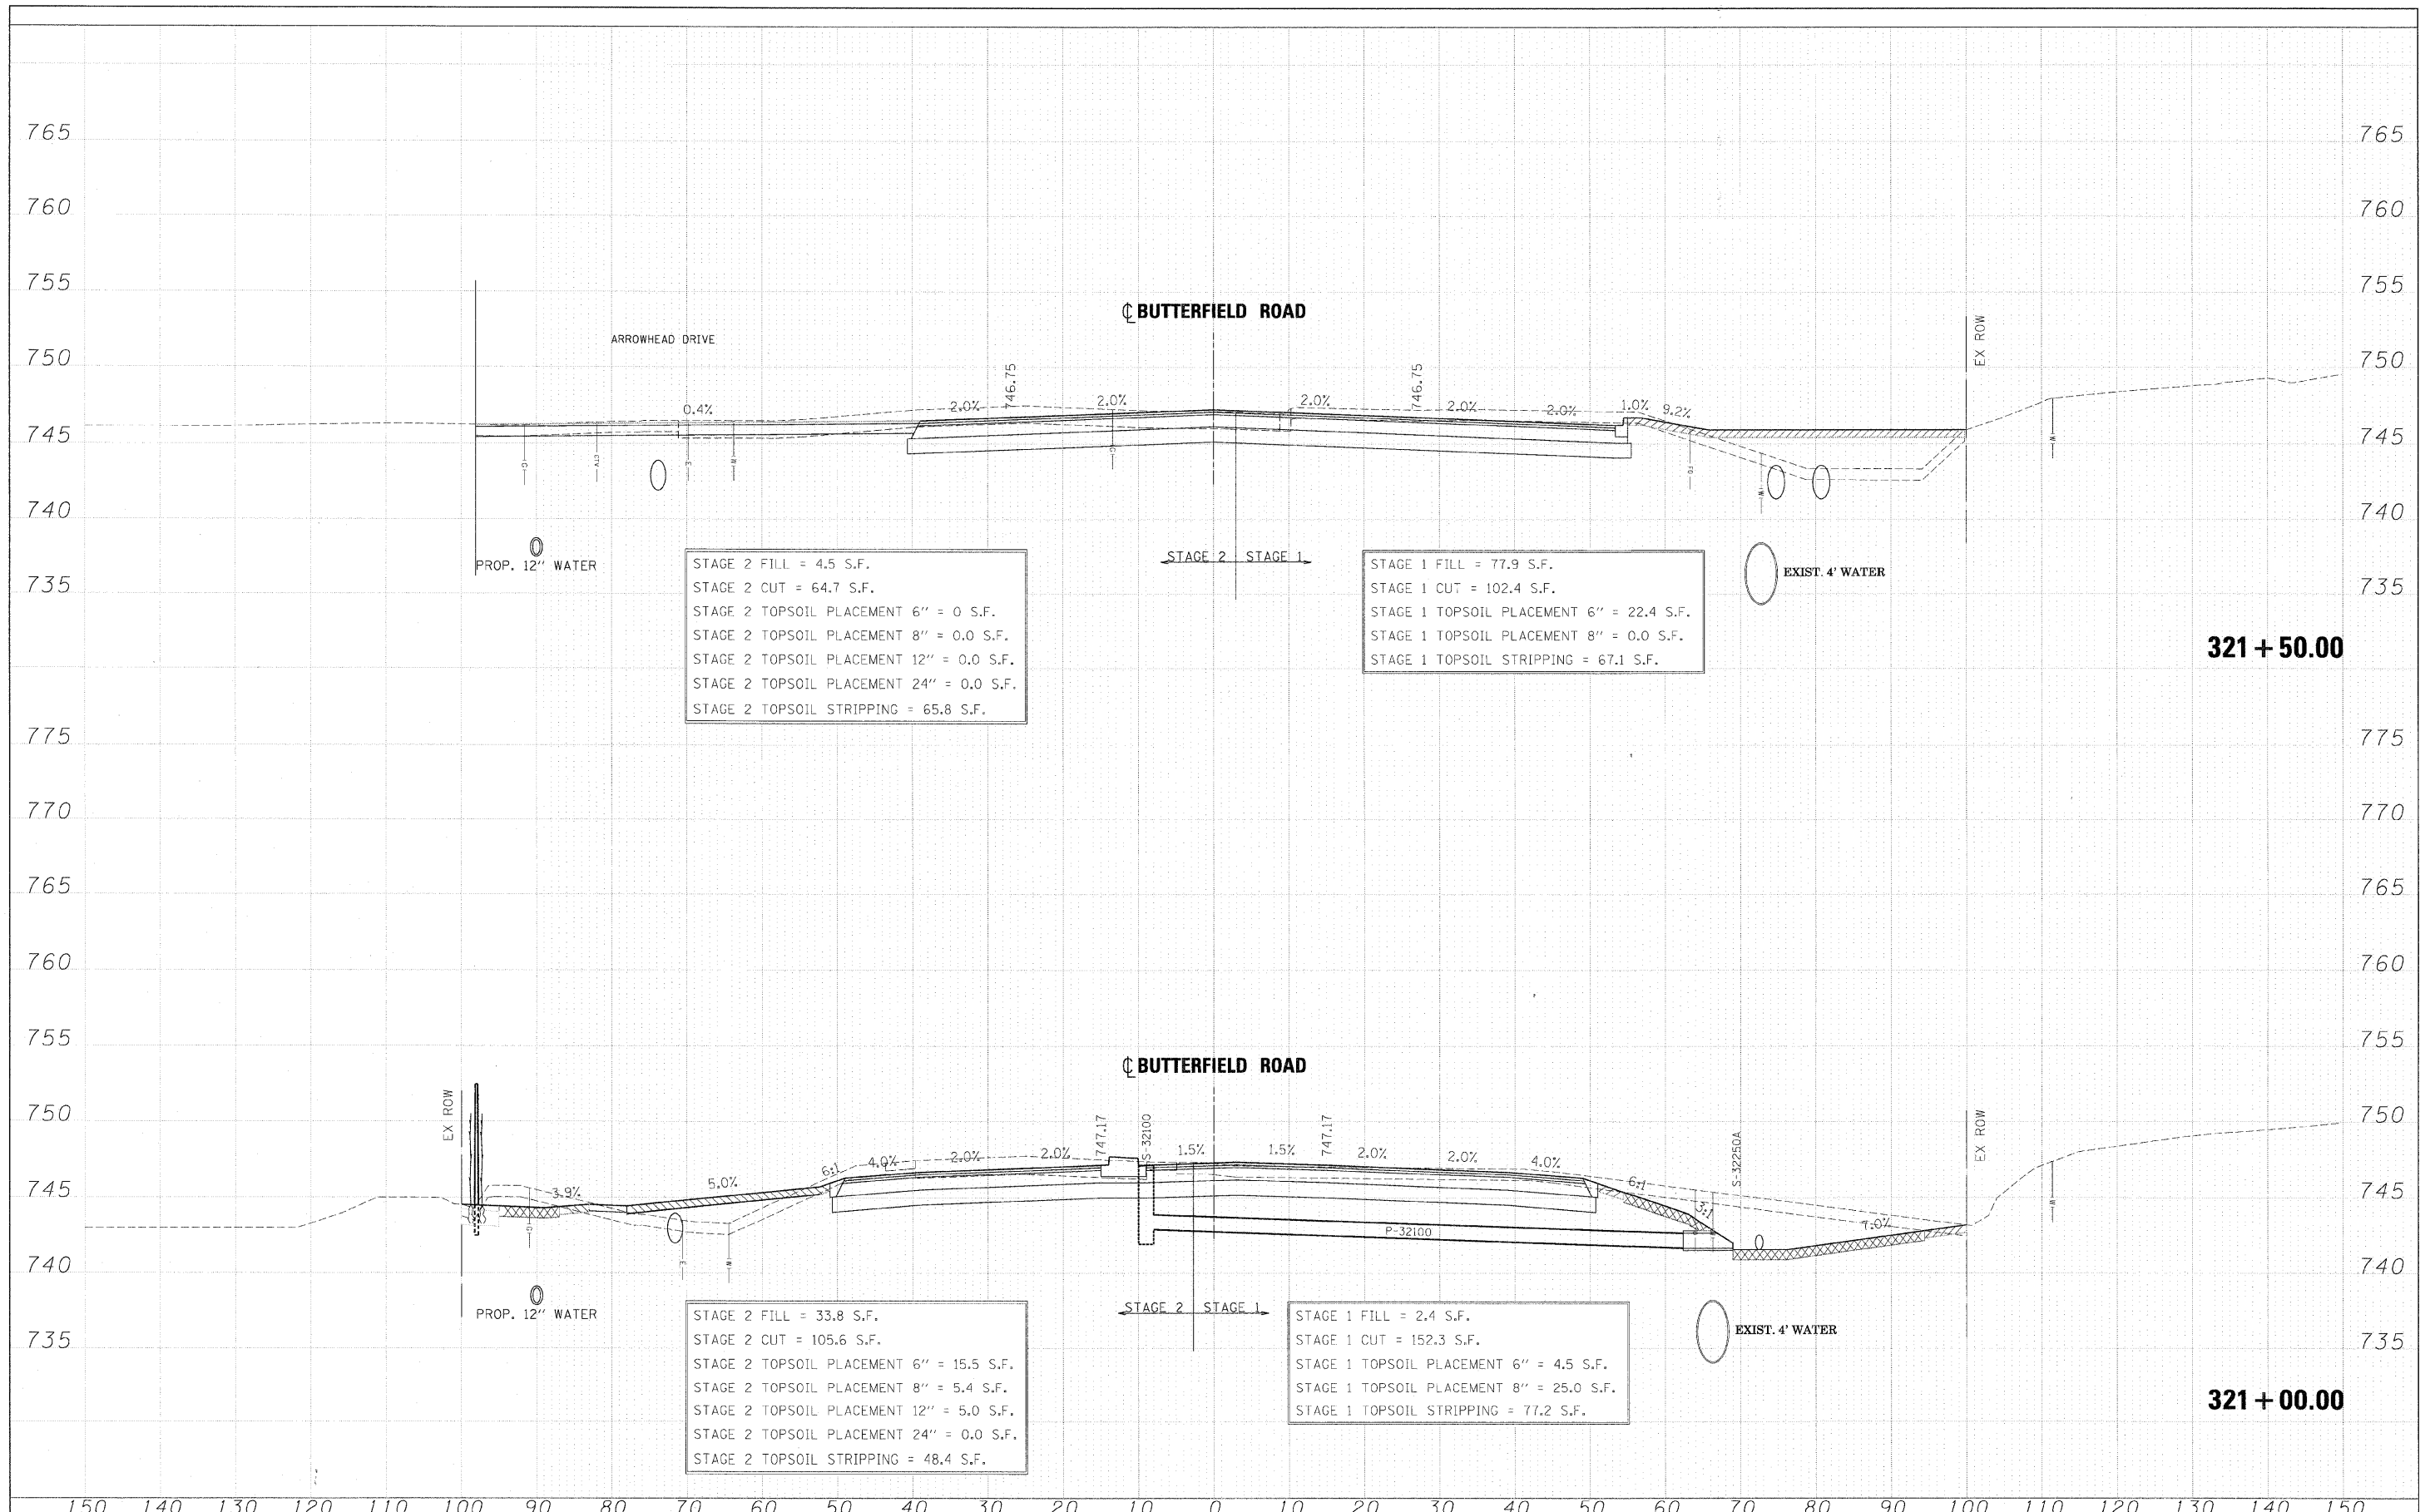 765 765
760 760
755 755
℄ BUTTERFIELD ROAD
EX ROW
ARROWHEAD DRIVE
750 750
746.75 746.75
0.4% 2.0% 2.0% 2.0% 2.0% 2.0% 1.0% 9.2%
745 745
G CTV E W G FO W W
740 740
PROP. 12" WATER
STAGE 2 STAGE 1
EXIST. 4' WATER
735 735
STAGE 2 FILL = 4.5 S.F.
STAGE 2 CUT = 64.7 S.F.
STAGE 2 TOPSOIL PLACEMENT 6" = 0 S.F.
STAGE 2 TOPSOIL PLACEMENT 8" = 0.0 S.F.
STAGE 2 TOPSOIL PLACEMENT 12" = 0.0 S.F.
STAGE 2 TOPSOIL PLACEMENT 24" = 0.0 S.F.
STAGE 2 TOPSOIL STRIPPING = 65.8 S.F.
STAGE 1 FILL = 77.9 S.F.
STAGE 1 CUT = 102.4 S.F.
STAGE 1 TOPSOIL PLACEMENT 6" = 22.4 S.F.
STAGE 1 TOPSOIL PLACEMENT 8" = 0.0 S.F.
STAGE 1 TOPSOIL STRIPPING = 67.1 S.F.
321+50.00
775 775
770 770
765 765
760 760
755 755
℄ BUTTERFIELD ROAD
750 750
EX ROW
747.17
S-32100
747.17
S-32250A
EX ROW
3.9% 5.0% 6:1 4.0% 2.0% 2.0% 1.5% 1.5% 2.0% 2.0% 4.0% 6:1 3:1 7.0%
745 745
G E W W
P-32100
740 740
PROP. 12" WATER
STAGE 2 STAGE 1
EXIST. 4' WATER
735 735
STAGE 2 FILL = 33.8 S.F.
STAGE 2 CUT = 105.6 S.F.
STAGE 2 TOPSOIL PLACEMENT 6" = 15.5 S.F.
STAGE 2 TOPSOIL PLACEMENT 8" = 5.4 S.F.
STAGE 2 TOPSOIL PLACEMENT 12" = 5.0 S.F.
STAGE 2 TOPSOIL PLACEMENT 24" = 0.0 S.F.
STAGE 2 TOPSOIL STRIPPING = 48.4 S.F.
STAGE 1 FILL = 2.4 S.F.
STAGE 1 CUT = 152.3 S.F.
STAGE 1 TOPSOIL PLACEMENT 6" = 4.5 S.F.
STAGE 1 TOPSOIL PLACEMENT 8" = 25.0 S.F.
STAGE 1 TOPSOIL STRIPPING = 77.2 S.F.
321+00.00
150 140 130 120 110 100 90 80 70 60 50 40 30 20 10 0 10 20 30 40 50 60 70 80 90 100 110 120 130 140 150